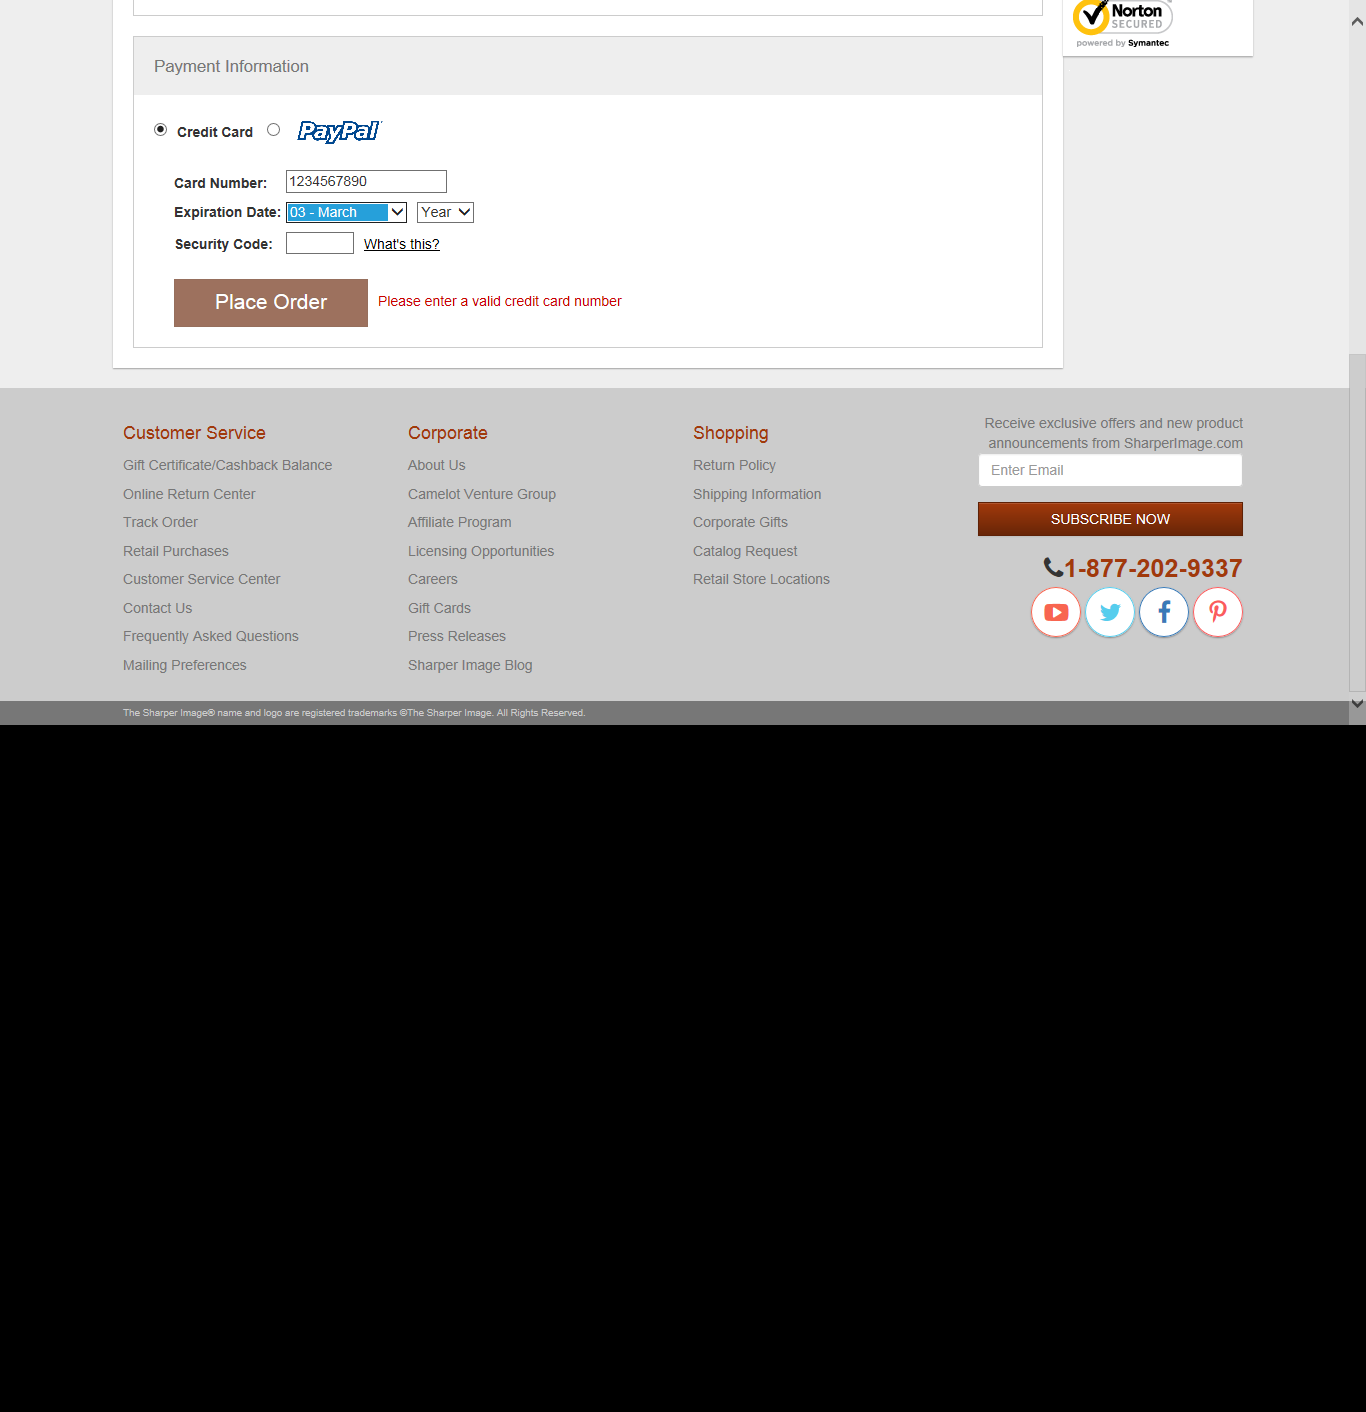 Norton
SECURED
powered by Symantec
Payment Information
Credit Card
PayPal
Card Number: 1234567890
Expiration Date: 03 - March Year
Security Code: What's this?
Place Order Please enter a valid credit card number
Customer Service
Gift Certificate/Cashback Balance
Online Return Center
Track Order
Retail Purchases
Customer Service Center
Contact Us
Frequently Asked Questions
Mailing Preferences
Corporate
About Us
Camelot Venture Group
Affiliate Program
Licensing Opportunities
Careers
Gift Cards
Press Releases
Sharper Image Blog
Shopping
Return Policy
Shipping Information
Corporate Gifts
Catalog Request
Retail Store Locations
Receive exclusive offers and new product
announcements from SharperImage.com
Enter Email
SUBSCRIBE NOW
1-877-202-9337
The Sharper Image® name and logo are registered trademarks ©The Sharper Image. All Rights Reserved.